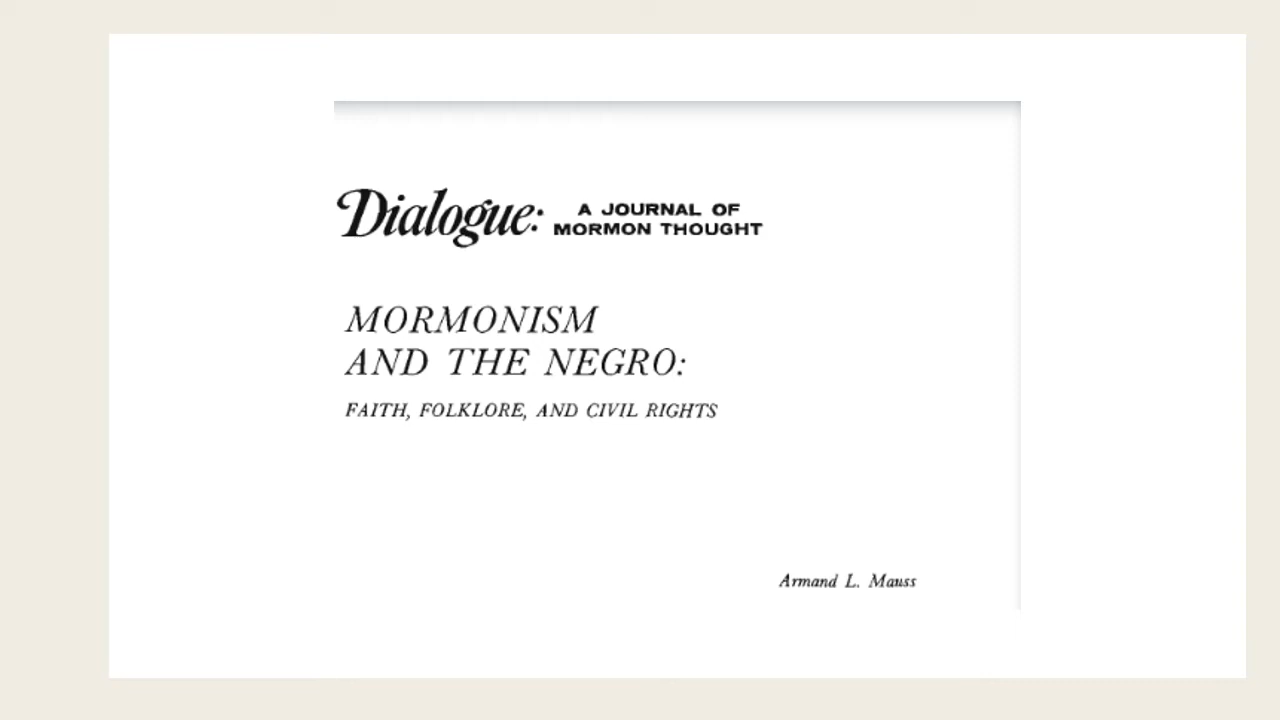 Dialogue: A JOURNAL OF
MORMON THOUGHT
MORMONISM
AND THE NEGRO:
FAITH, FOLKLORE, AND CIVIL RIGHTS
Armand L. Mauss